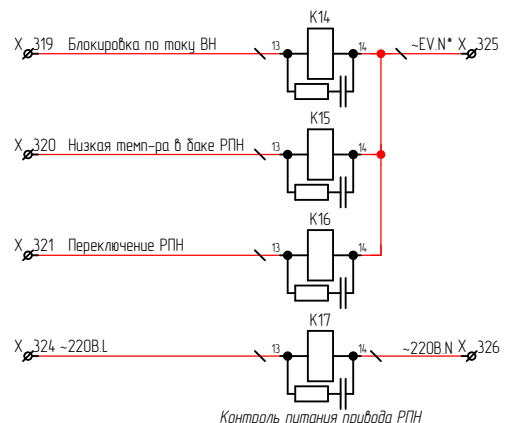 K14
X 319 Блокировка по току ВН 13 14 ~EV.N* X 325
K15
X 320 Низкая темп-ра в баке РПН 13 14
K16
X 321 Переключение РПН 13 14
K17
X 324 ~220В.L 13 14 ~220В.N X 326
Контроль питания привода РПН